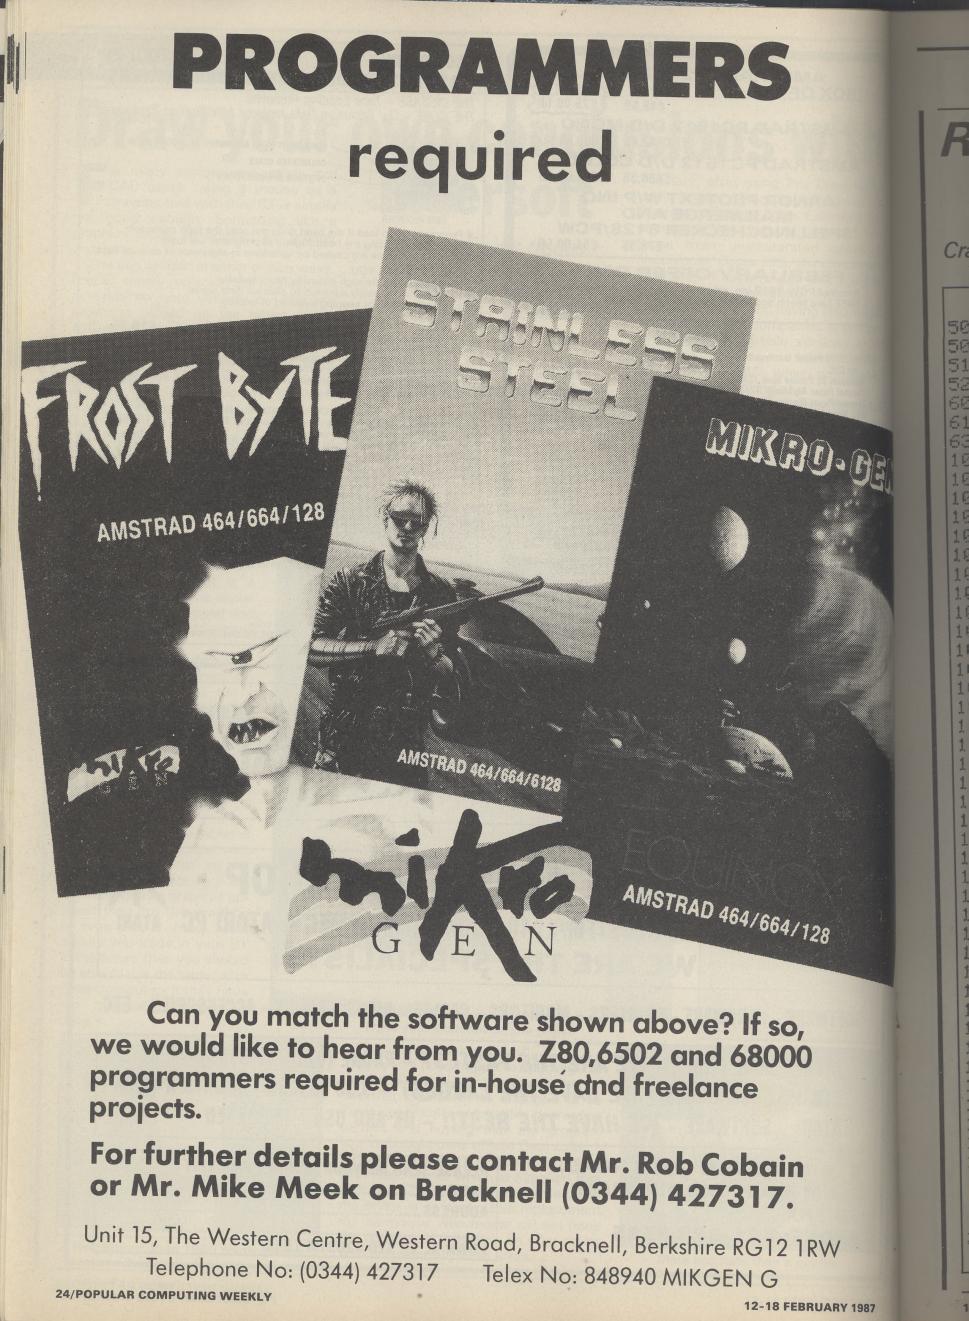 PROGRAMMERS
required
FROST BYTE
AMSTRAD 464/664/128
mikro
GEN
STAINLESS
STEEL
AMSTRAD 464/664/6128
MIKRO-GEN
EQUINOX
AMSTRAD 464/664/128
mikro
GEN
Can you match the software shown above? If so,
we would like to hear from you. Z80,6502 and 68000
programmers required for in-house and freelance
projects.
For further details please contact Mr. Rob Cobain
or Mr. Mike Meek on Bracknell (0344) 427317.
Unit 15, The Western Centre, Western Road, Bracknell, Berkshire RG12 1RW
Telephone No: (0344) 427317 Telex No: 848940 MIKGEN G
24/POPULAR COMPUTING WEEKLY
12-18 FEBRUARY 1987
R
Cra